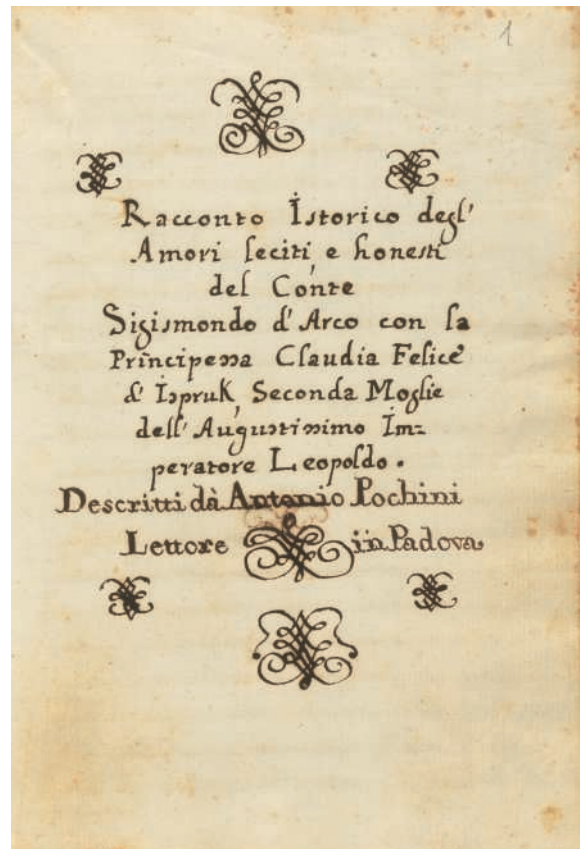 1
Racconto Istorico degl'
Amori leciti e honesti
del Conte
Sigismondo d'Arco con la
Principessa Claudia Felice
d'Ispruk, Seconda Moglie
dell'Augustissimo Im=
peratore Leopoldo.
Descritti dà Antonio Pochini
Lettore in Padova